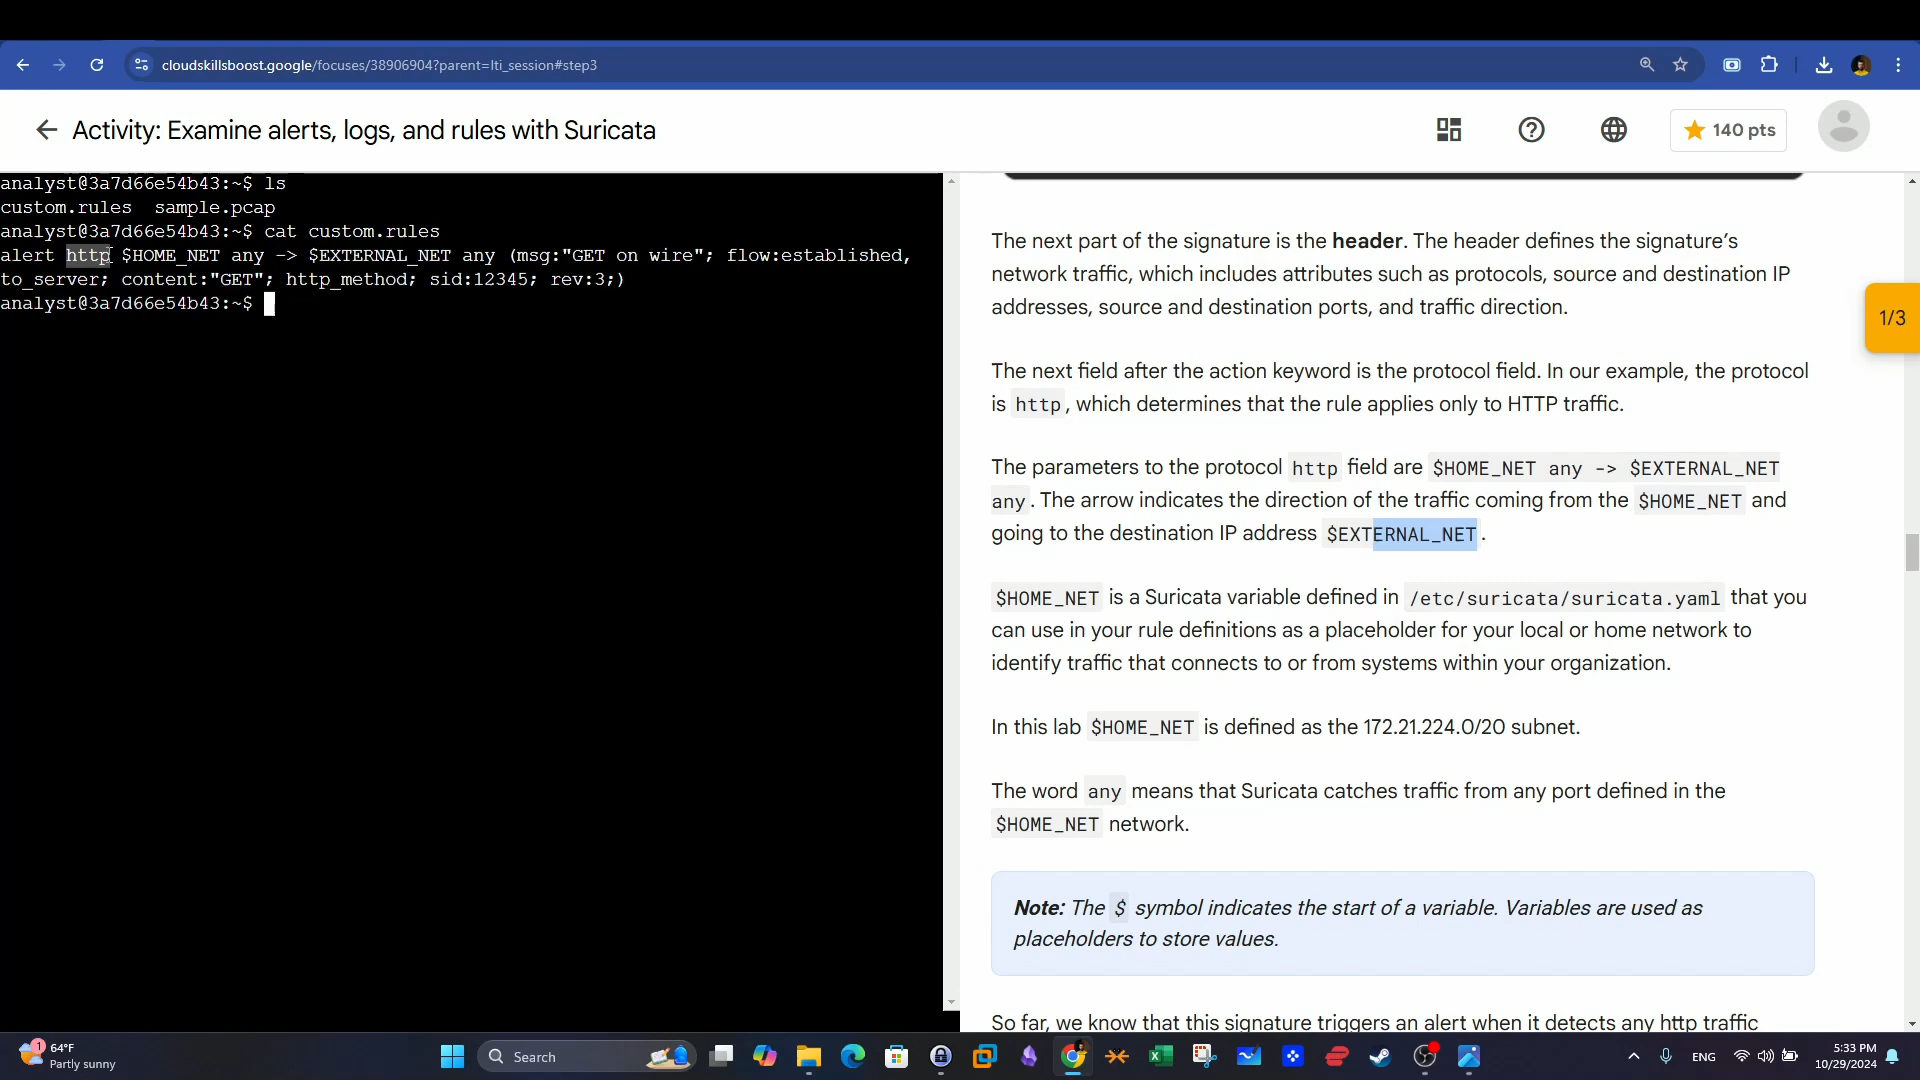 cloudskillsboost.google/focuses/38906904?parent=lti_session#step3
Activity: Examine alerts, logs, and rules with Suricata
140 pts
analyst@3a7d66e54b43:~$ ls
custom.rules  sample.pcap
analyst@3a7d66e54b43:~$ cat custom.rules
alert http $HOME_NET any -> $EXTERNAL_NET any (msg:"GET on wire"; flow:established,
to_server; content:"GET"; http_method; sid:12345; rev:3;)
analyst@3a7d66e54b43:~$
The next part of the signature is the header. The header defines the signature’s
network traffic, which includes attributes such as protocols, source and destination IP
addresses, source and destination ports, and traffic direction.
1/3
The next field after the action keyword is the protocol field. In our example, the protocol
is http, which determines that the rule applies only to HTTP traffic.
The parameters to the protocol http field are $HOME_NET any -> $EXTERNAL_NET
any. The arrow indicates the direction of the traffic coming from the $HOME_NET and
going to the destination IP address $EXTERNAL_NET.
$HOME_NET is a Suricata variable defined in /etc/suricata/suricata.yaml that you
can use in your rule definitions as a placeholder for your local or home network to
identify traffic that connects to or from systems within your organization.
In this lab $HOME_NET is defined as the 172.21.224.0/20 subnet.
The word any means that Suricata catches traffic from any port defined in the
$HOME_NET network.
Note: The $ symbol indicates the start of a variable. Variables are used as
placeholders to store values.
So far, we know that this signature triggers an alert when it detects any http traffic
1
64°F
Partly sunny
Search
ENG
5:33 PM
10/29/2024